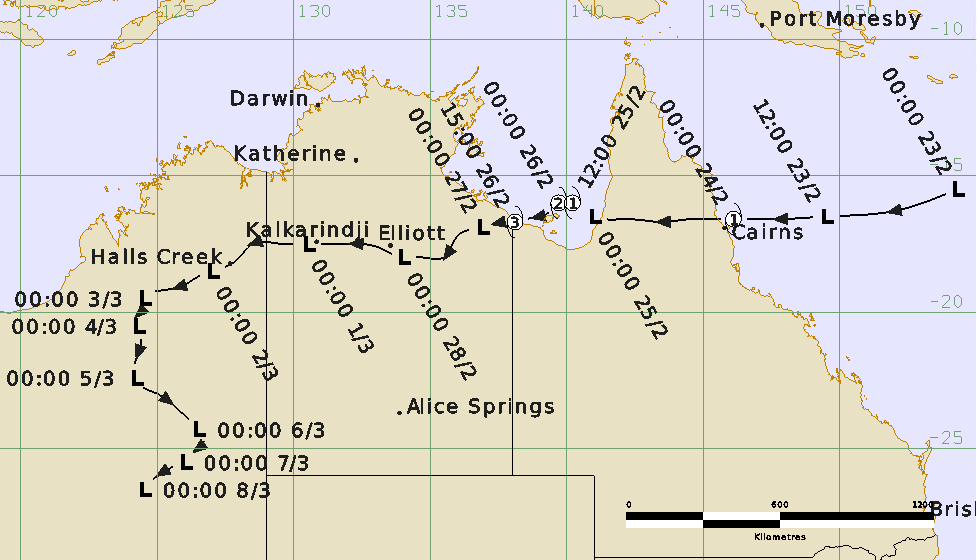 120
125
130
135
140
145
150
Port Moresby
-10
00:00 23/2
12:00 23/2
00:00 24/2
12:00 25/2
00:00 26/2
15:00 26/2
00:00 27/2
Darwin
Katherine
-15
2
1
3
1
Cairns
Kalkarindji
Elliott
Halls Creek
L
L
L
L
L
L
L
L
L
L
L
L
L
L
00:00 25/2
00:00 28/2
00:00 1/3
00:00 2/3
00:00 3/3
-20
00:00 4/3
00:00 5/3
Alice Springs
00:00 6/3
-25
00:00 7/3
00:00 8/3
0
600
1200
Brisb
Kilometres